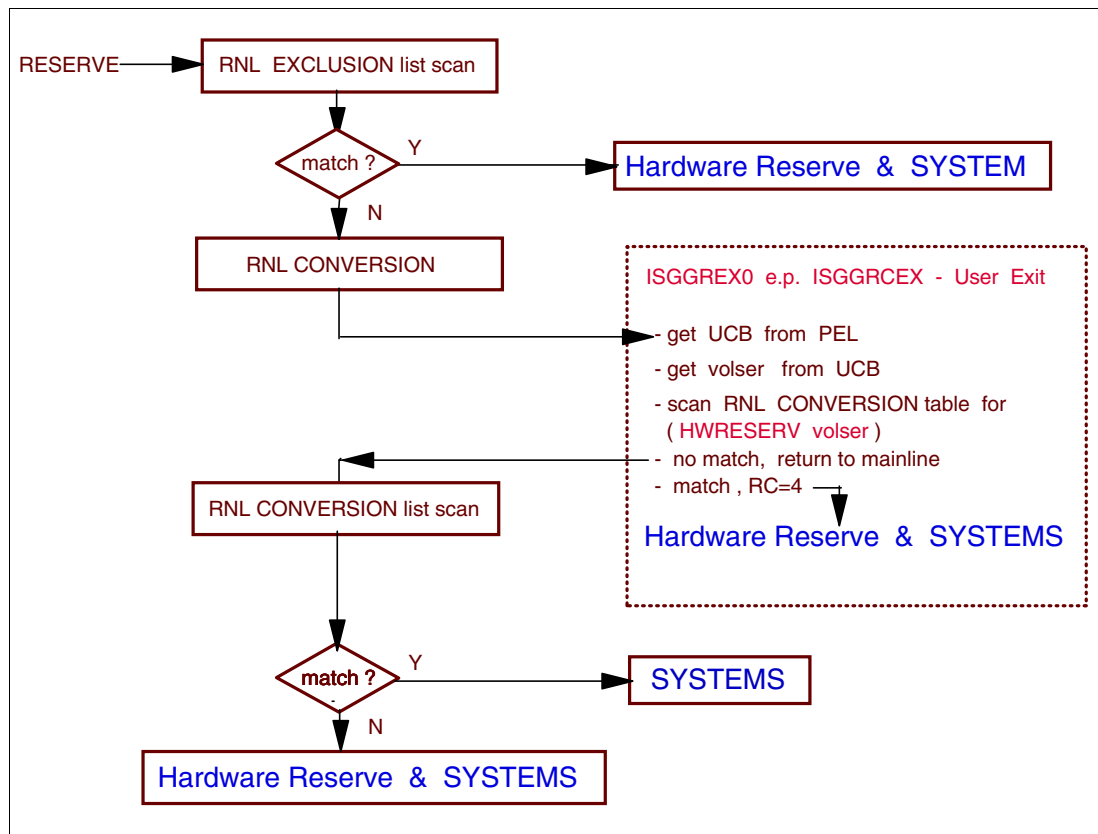 RESERVE
RNL EXCLUSION list scan
match ?
Y
Hardware Reserve & SYSTEM
N
RNL CONVERSION
ISGGREX0 e.p. ISGGRCEX - User Exit
- get UCB from PEL
- get volser from UCB
- scan RNL CONVERSION table for
( HWRESERV volser )
- no match, return to mainline
- match , RC=4
Hardware Reserve & SYSTEMS
RNL CONVERSION list scan
match ?
Y
SYSTEMS
N
Hardware Reserve & SYSTEMS